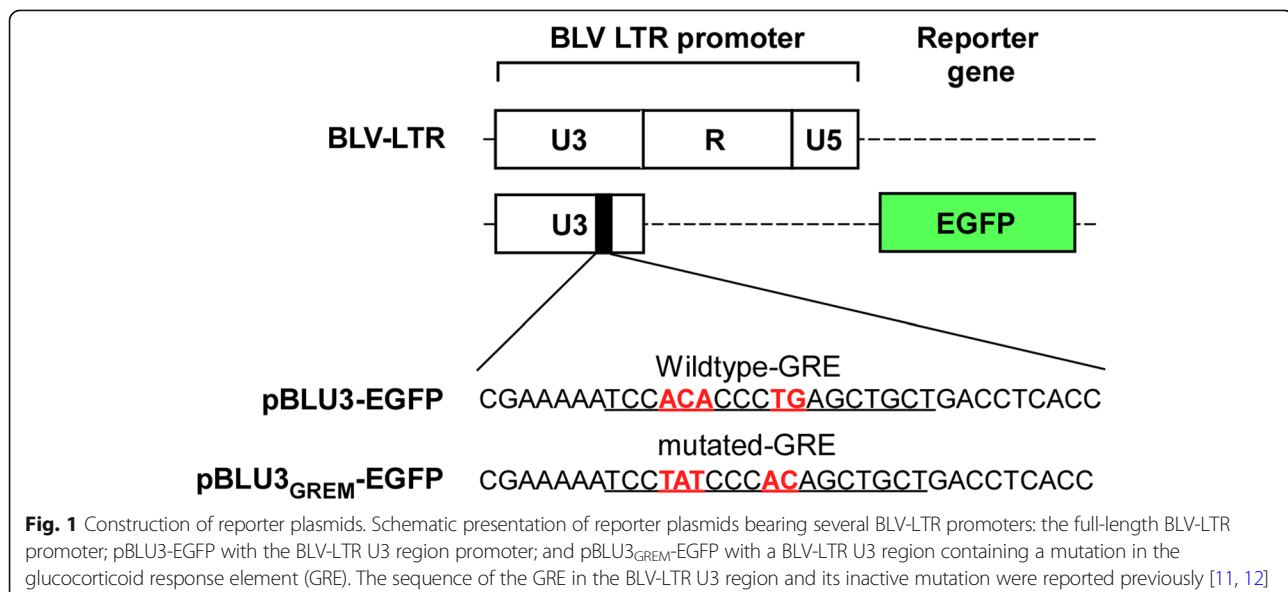 BLV LTR promoter
Reporter gene
BLV-LTR
U3
R
U5
U3
EGFP
Wildtype-GRE
pBLU3-EGFP CGAAAAATCCACACCCTGAGCTGCTGACCTCACC
mutated-GRE
pBLU3GREM-EGFP CGAAAAATCCTATCCCACAGCTGCTGACCTCACC
Fig. 1 Construction of reporter plasmids. Schematic presentation of reporter plasmids bearing several BLV-LTR promoters: the full-length BLV-LTR
promoter; pBLU3-EGFP with the BLV-LTR U3 region promoter; and pBLU3GREM-EGFP with a BLV-LTR U3 region containing a mutation in the
glucocorticoid response element (GRE). The sequence of the GRE in the BLV-LTR U3 region and its inactive mutation were reported previously [11, 12]